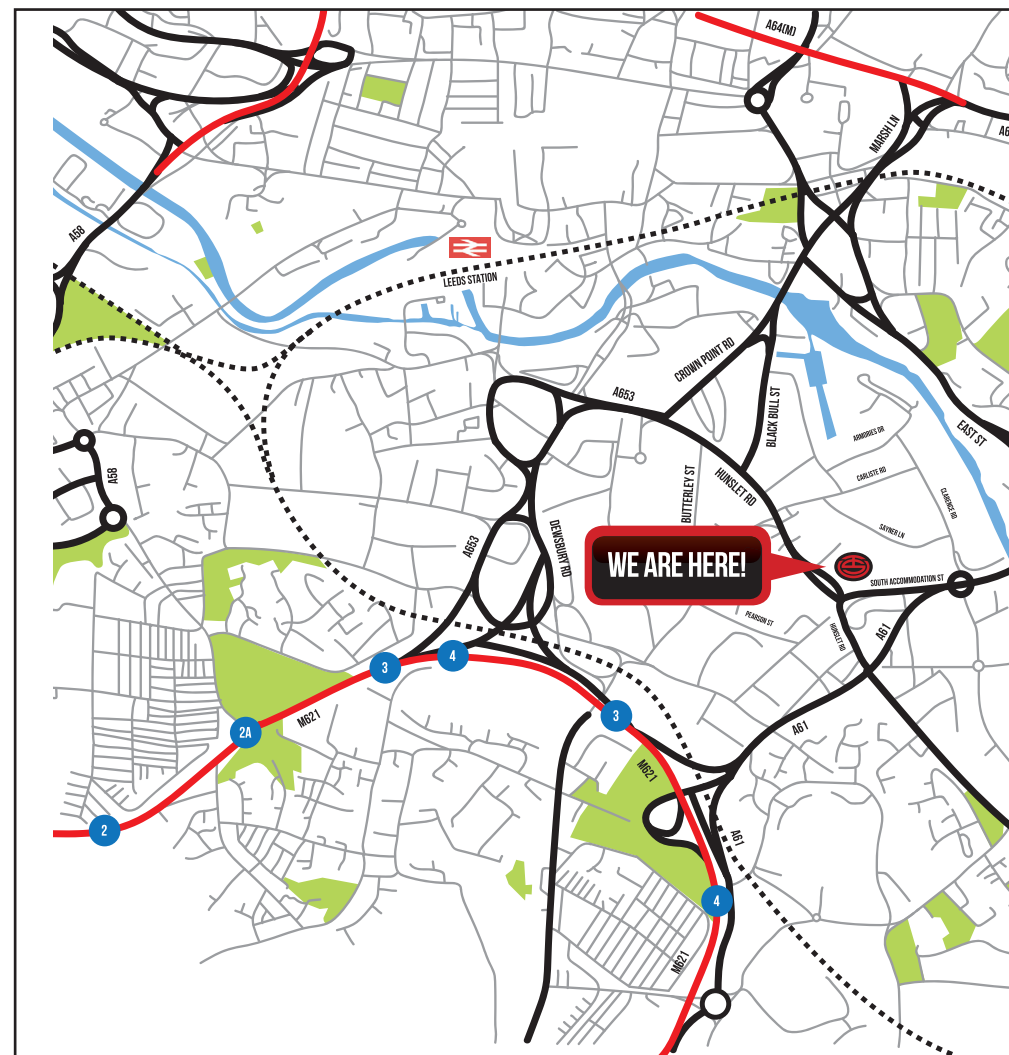 A64(M)
MARSH LN
A6
A58
LEEDS STATION
CROWN POINT RD
A653
BLACK BULL ST
ARMORIES DR
EAST ST
A58
CARLISTE RD
BUTTERLEY ST
HUNSLET RD
CLARENCE RD
SAYNER LN
A653
DEWSBURY RD
WE ARE HERE!
SOUTH ACCOMMODATION ST
PEARSON ST
HUNSLET RD
A61
3
4
M621
2A
3
A61
M621
2
A61
4
M621